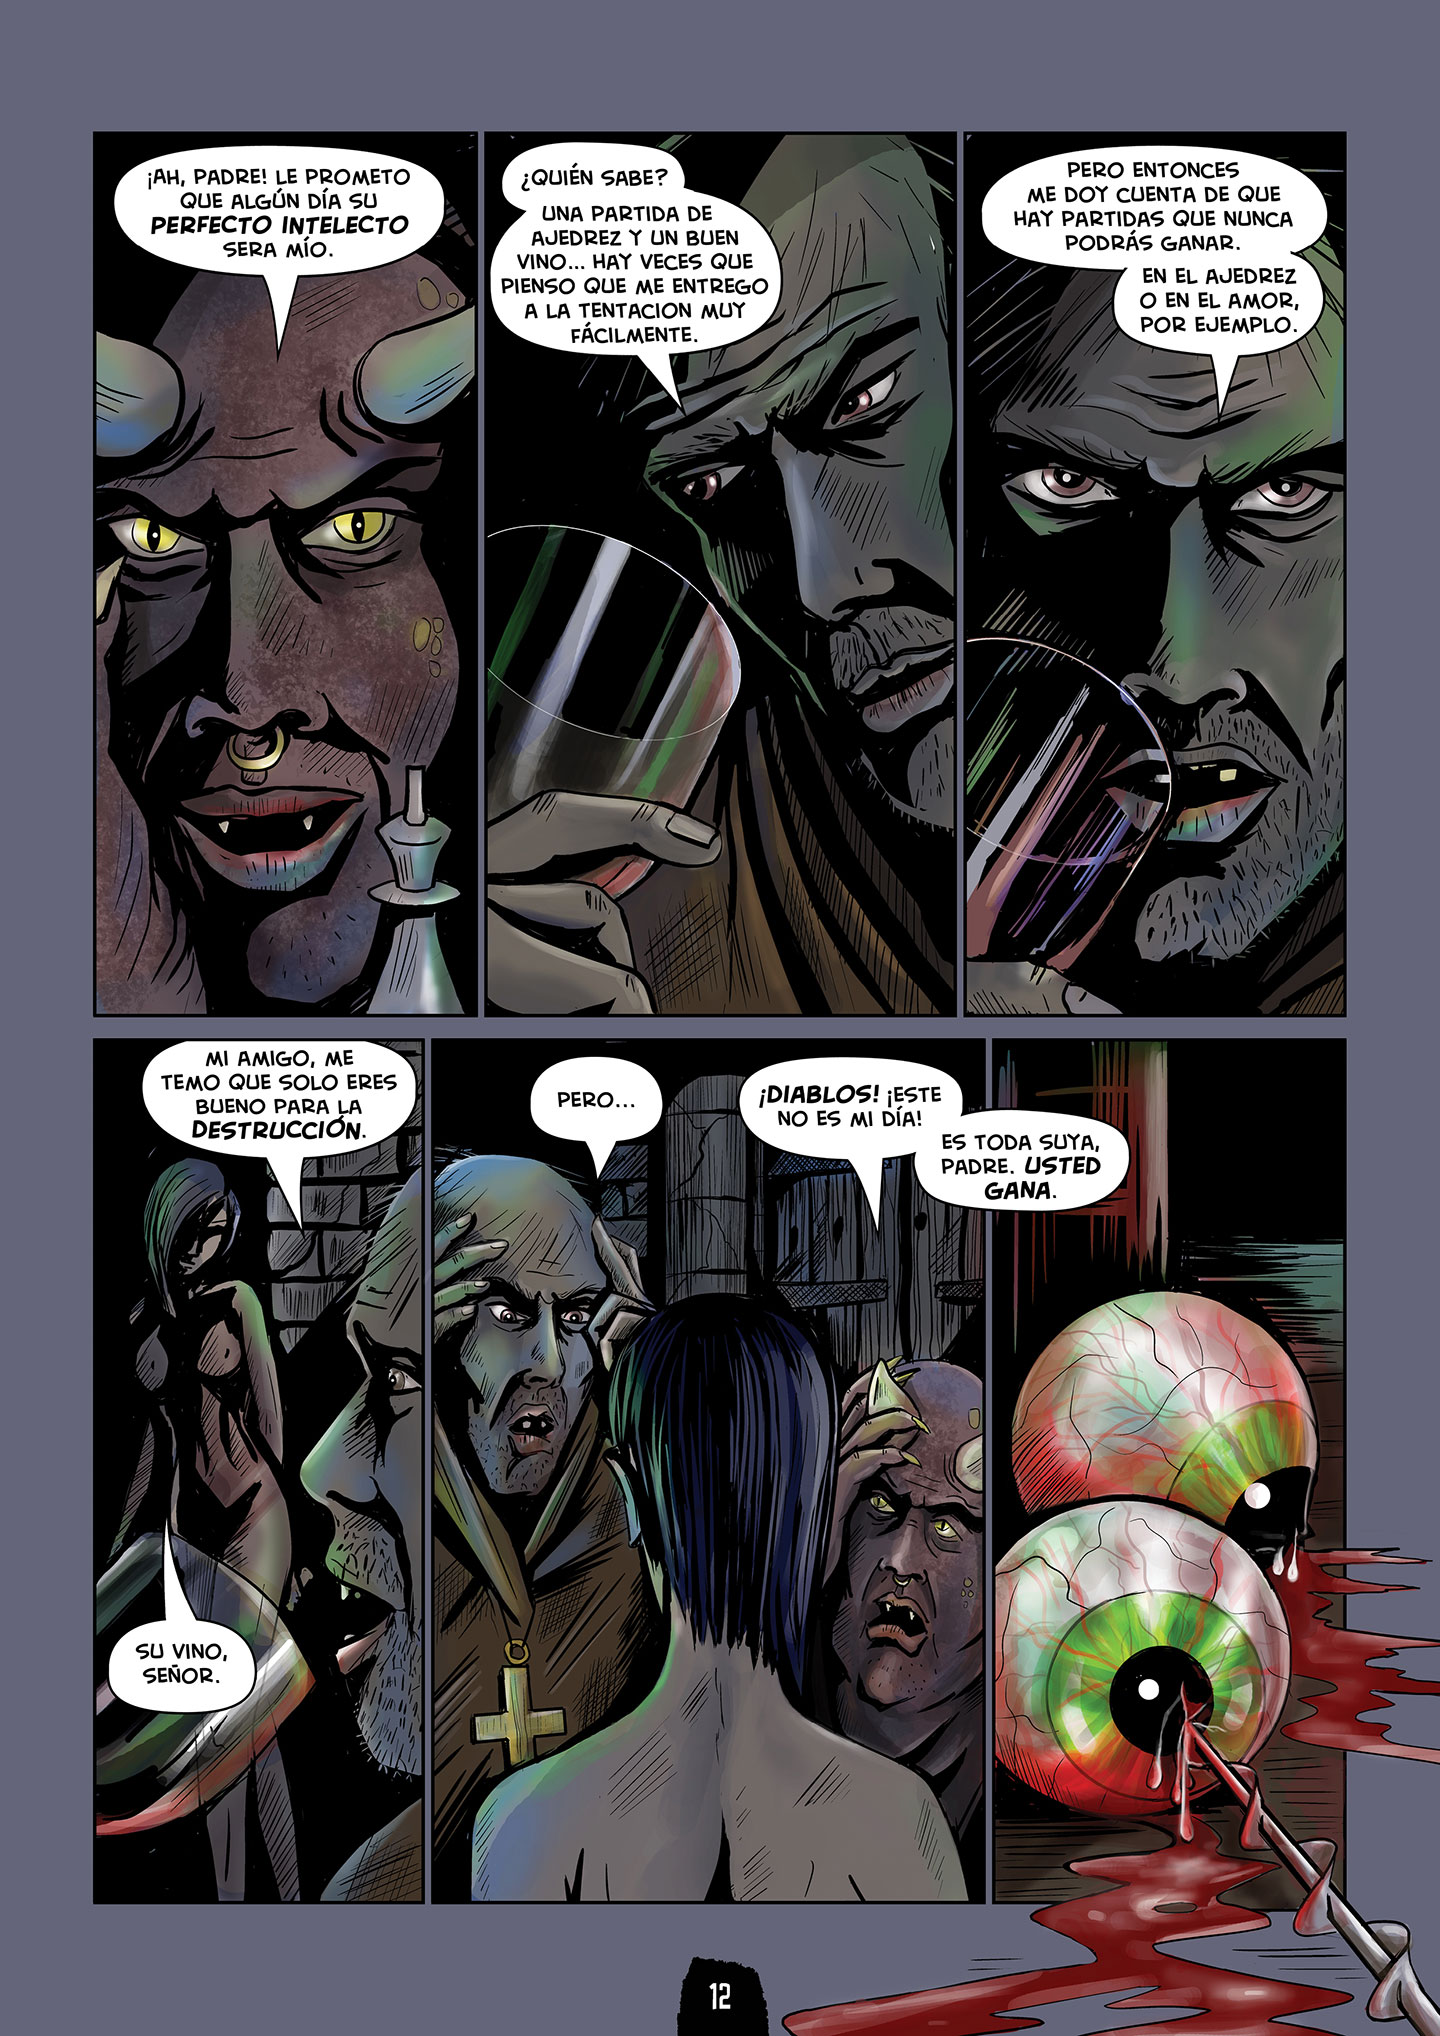 ¡AH, PADRE! LE PROMETO
QUE ALGÚN DÍA SU
PERFECTO INTELECTO
SERA MÍO.
¿QUIÉN SABE?
UNA PARTIDA DE
AJEDREZ Y UN BUEN
VINO... HAY VECES QUE
PIENSO QUE ME ENTREGO
A LA TENTACION MUY
FÁCILMENTE.
PERO ENTONCES
ME DOY CUENTA DE QUE
HAY PARTIDAS QUE NUNCA
PODRÁS GANAR.
EN EL AJEDREZ
O EN EL AMOR,
POR EJEMPLO.
MI AMIGO, ME
TEMO QUE SOLO ERES
BUENO PARA LA
DESTRUCCIÓN.
SU VINO,
SEÑOR.
PERO...
¡DIABLOS! ¡ESTE
NO ES MI DÍA!
ES TODA SUYA,
PADRE. USTED
GANA.
12